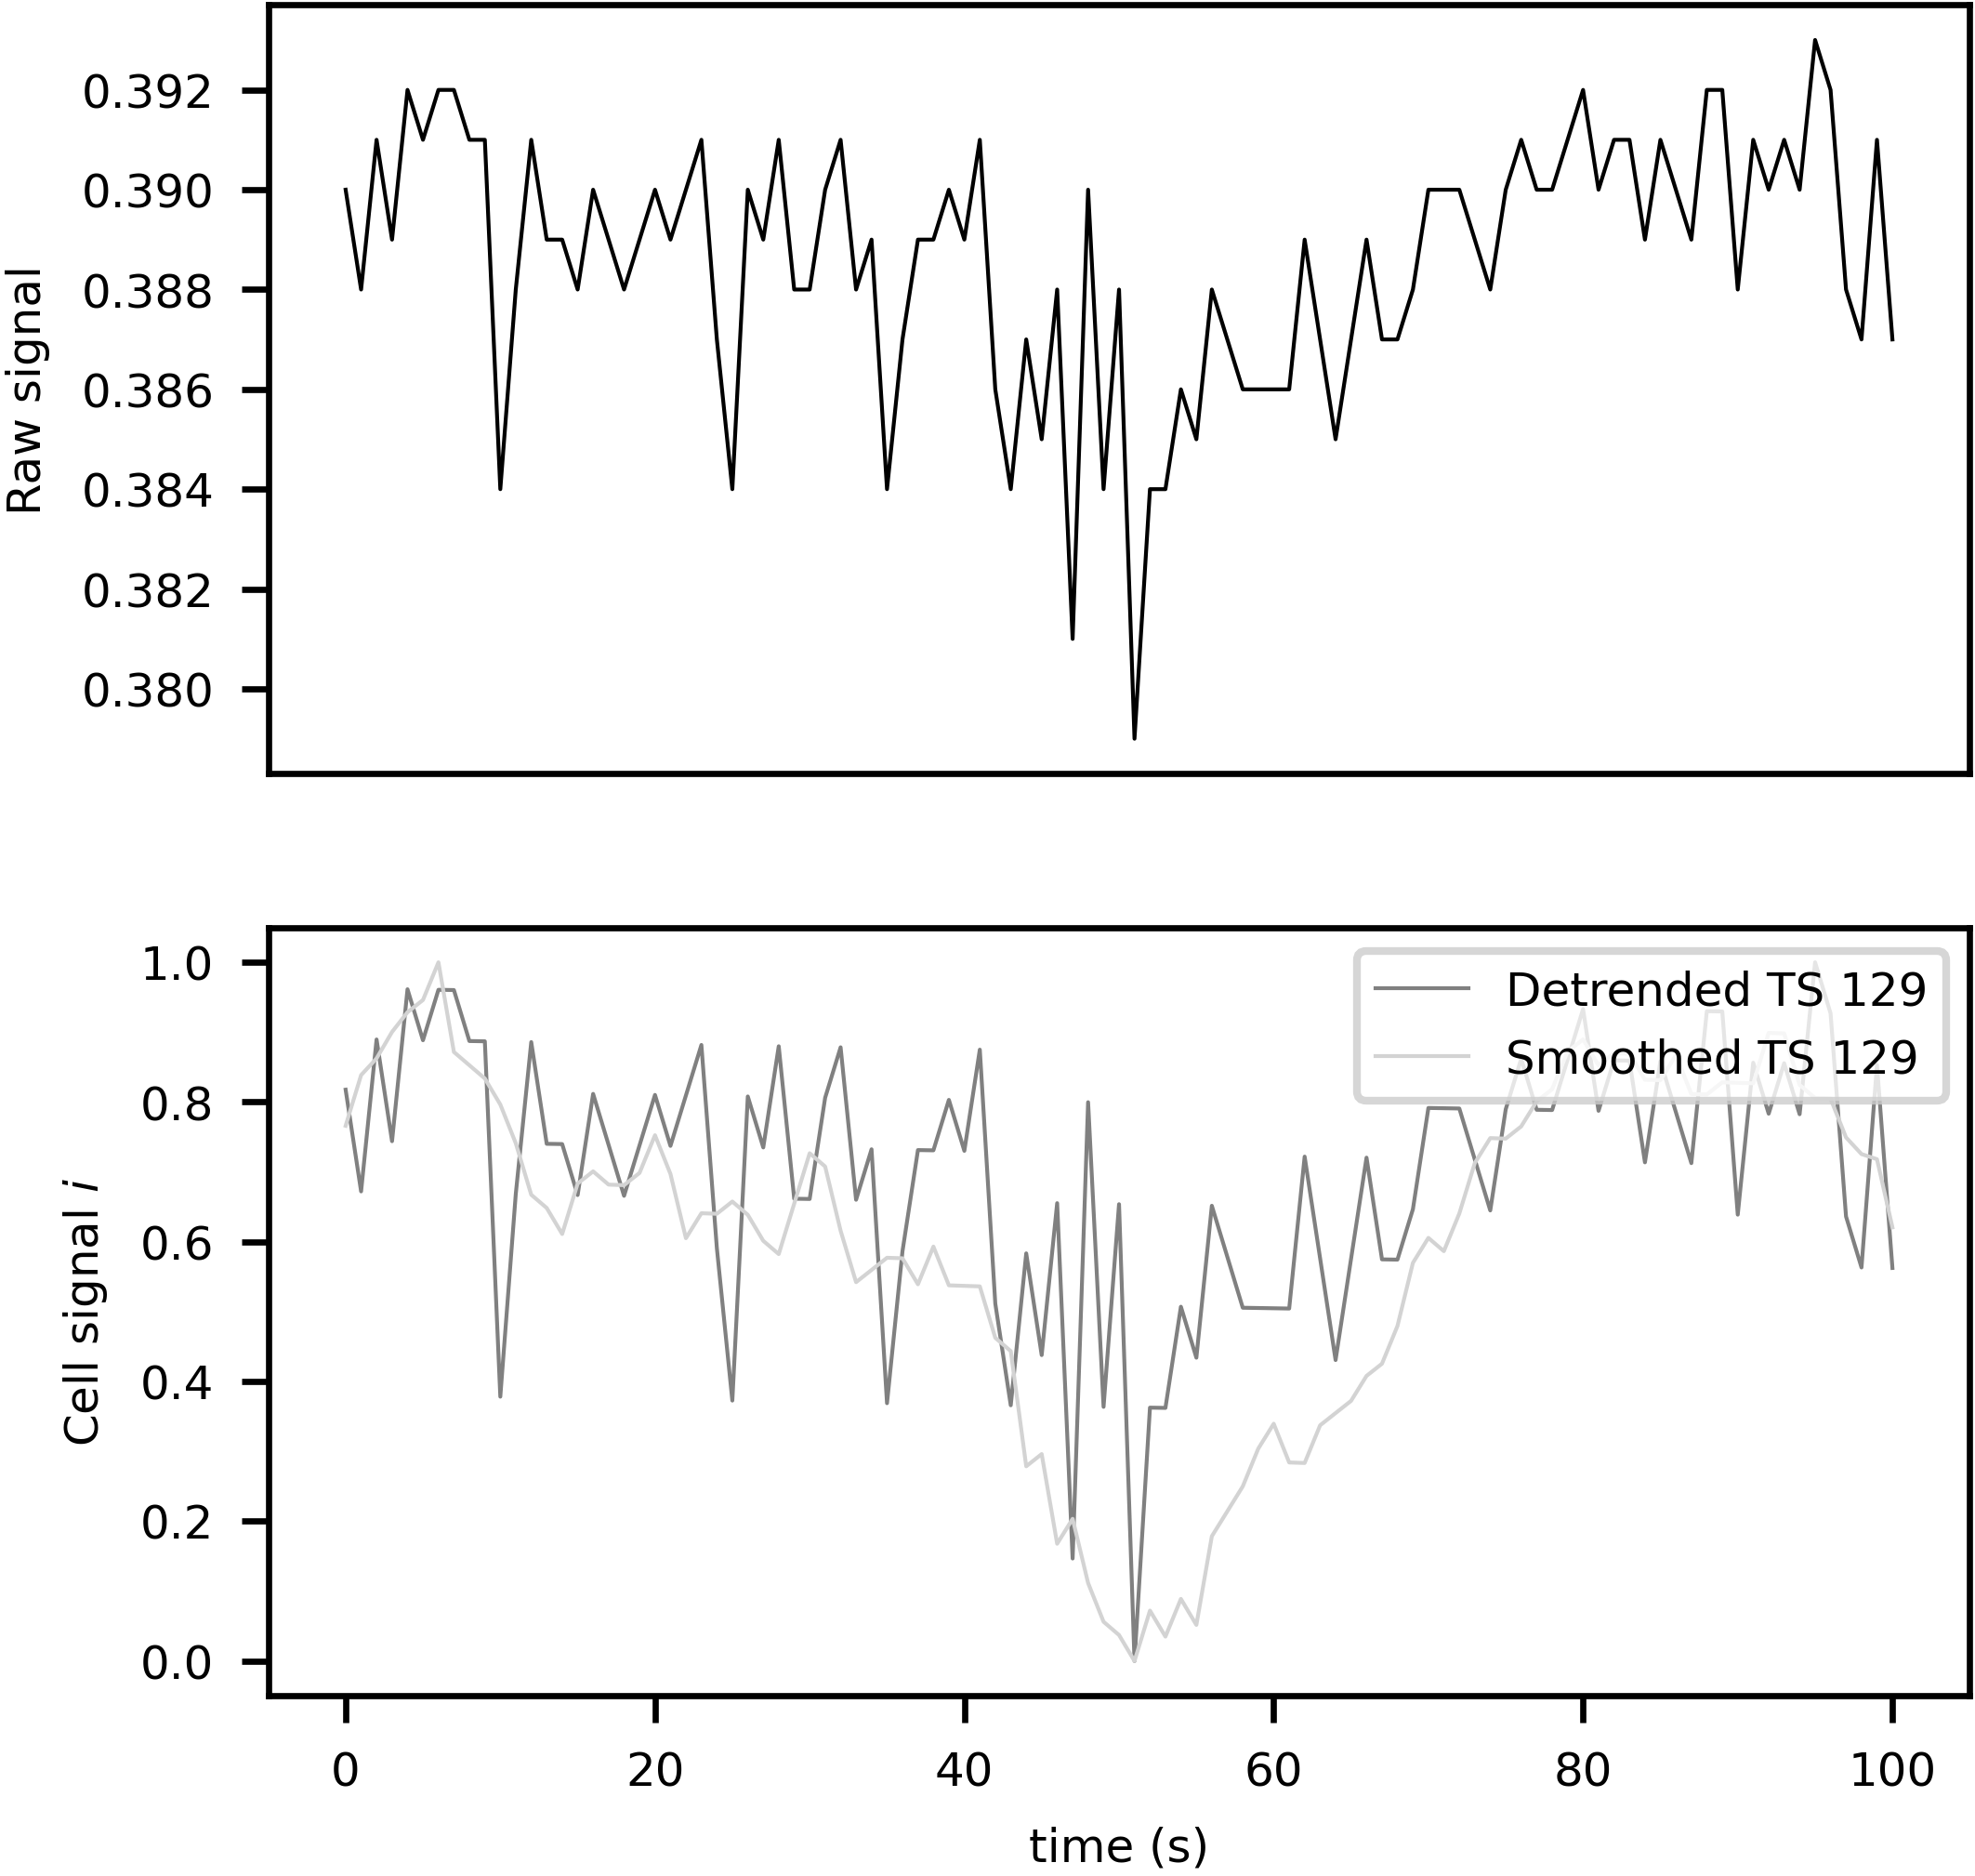 0.392
0.390
0.388
0.386
0.384
0.382
0.380
Raw signal
1.0
0.8
0.6
0.4
0.2
0.0
Cell signal i
Detrended TS 129
Smoothed TS 129
0 20 40 60 80 100
time (s)